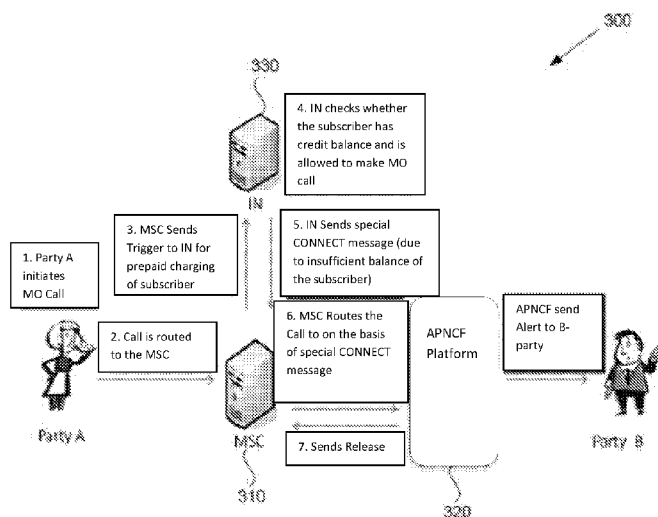 300
330
4. IN checks whether
the subscriber has
credit balance and is
allowed to make MO
call
IN
3. MSC Sends
Trigger to IN for
prepaid charging
of subscriber
5. IN Sends special
CONNECT message (due
to insufficient balance of
the subscriber)
1. Party A
initiates
MO Call
2. Call is routed
to the MSC
6. MSC Routes the
Call to on the basis
of special CONNECT
message
APNCF
Platform
APNCF send
Alert to B-
party
Party A
MSC
7. Sends Release
Party B
310
320